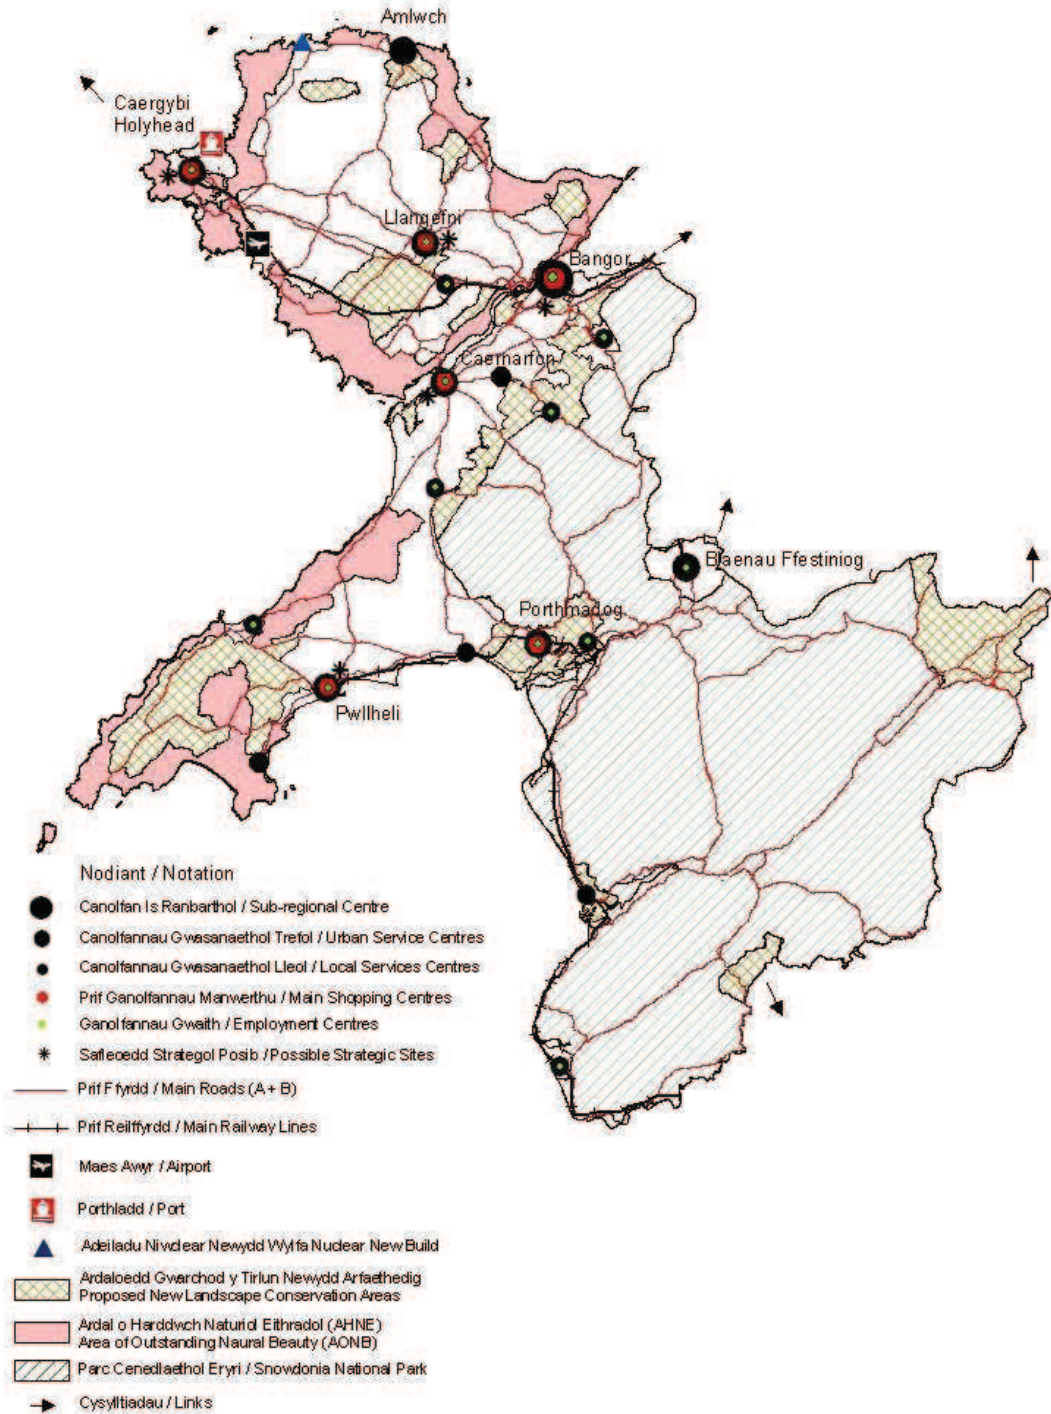 Amlwch
Caergybi
Holyhead
Llangefni
Bangor
Caernarfon
Blaenau Ffestiniog
Porthmadog
Pwllheli
Nodiant / Notation
Canolfan Is Ranbarthol / Sub-regional Centre
Canolfannau Gwasanaethol Trefol / Urban Service Centres
Canolfannau Gwasanaethol Lleol / Local Services Centres
Prif Ganolfannau Manwerthu / Main Shopping Centres
Ganolfannau Gwaith / Employment Centres
Safleoedd Strategol Posib / Possible Strategic Sites
Prif Ffyrdd / Main Roads (A + B)
Prif Reilffyrdd / Main Railway Lines
Maes Awyr / Airport
Porthladd / Port
Adeiladu Niwclear Newydd Wylfa Nuclear New Build
Ardaloedd Gwarchod y Tirlun Newydd Arfaethedig
Proposed New Landscape Conservation Areas
Ardal o Harddwch Naturiol Eithradol (AHNE)
Area of Outstanding Naural Beauty (AONB)
Parc Cenedlaethol Eryri / Snowdonia National Park
Cysylltiadau / Links